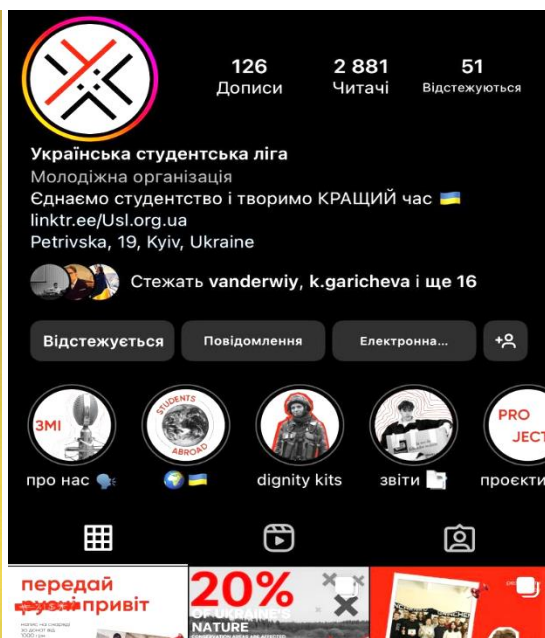 126 2 881 51
Дописи Читачі Відстежуються
Українська студентська ліга
Молодіжна організація
Єднаємо студентство і творимо КРАЩИЙ час 🇺🇦
linktr.ee/Usl.org.ua
Petrivska, 19, Kyiv, Ukraine
Стежать vanderwiy, k.garicheva і ще 16
Відстежується Повідомлення Електронна...
ЗМІ
STUDENTS
ABROAD
PRO
JECT
про нас 🗣️ 🌍🇺🇦 dignity kits звіти проєкти
передай
привіт
20%
OF UKRAINE'S
NATURE